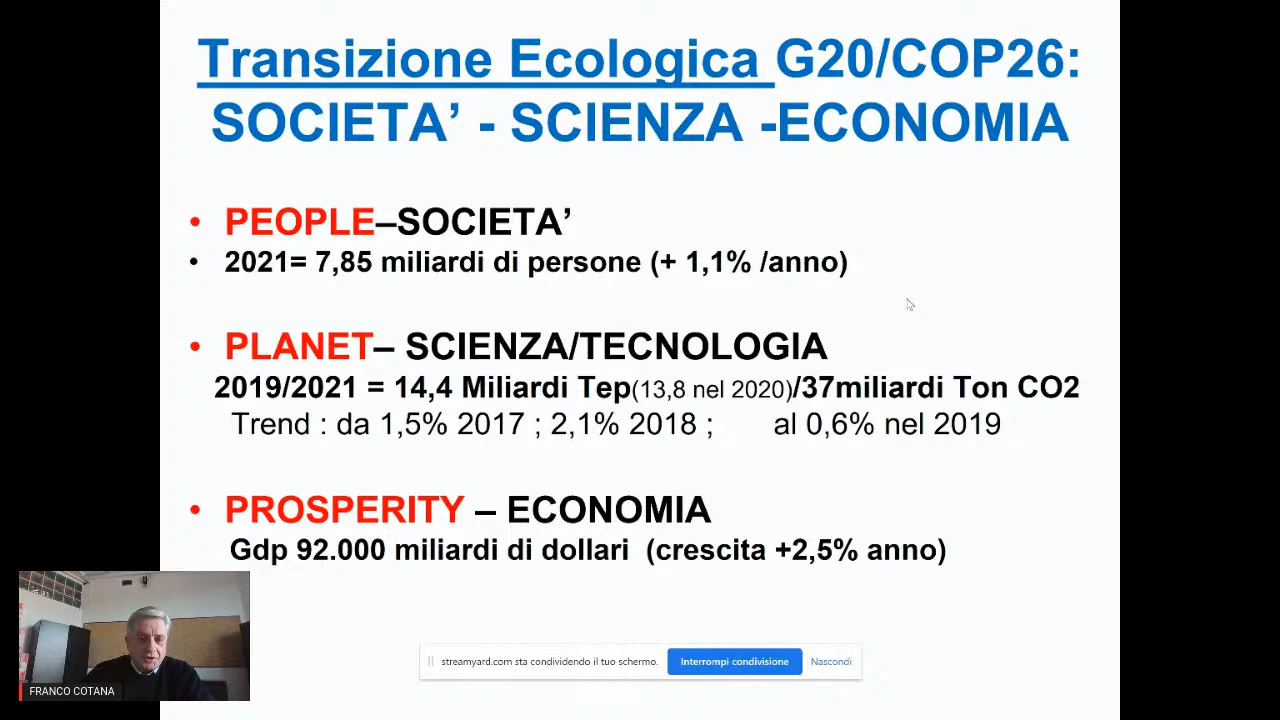 Transizione Ecologica G20/COP26:
SOCIETA’ - SCIENZA -ECONOMIA
• PEOPLE–SOCIETA’
• 2021= 7,85 miliardi di persone (+ 1,1% /anno)
• PLANET– SCIENZA/TECNOLOGIA
2019/2021 = 14,4 Miliardi Tep(13,8 nel 2020)/37miliardi Ton CO2
Trend : da 1,5% 2017 ; 2,1% 2018 ; al 0,6% nel 2019
• PROSPERITY – ECONOMIA
Gdp 92.000 miliardi di dollari (crescita +2,5% anno)
streamyard.com sta condividendo il tuo schermo. Interrompi condivisione Nascondi
FRANCO COTANA